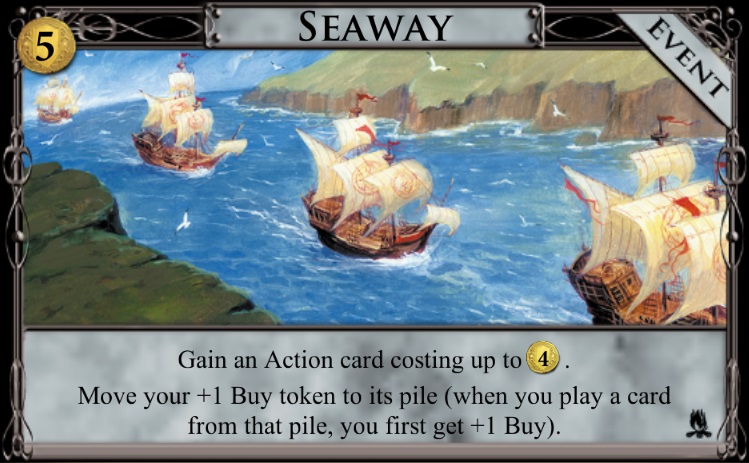 5
SEAWAY
EVENT
Gain an Action card costing up to 4 .
Move your +1 Buy token to its pile (when you play a card
from that pile, you first get +1 Buy).